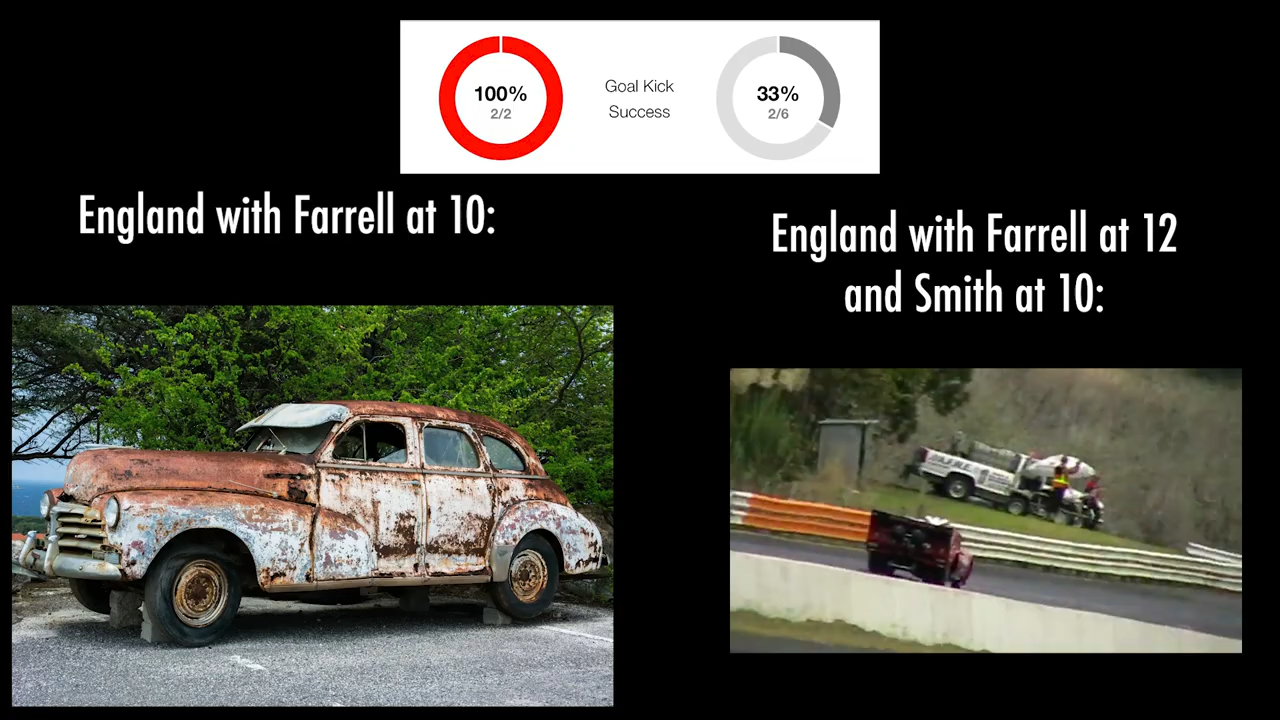 100%
2/2
Goal Kick
Success
33%
2/6
England with Farrell at 10:
England with Farrell at 12
and Smith at 10: